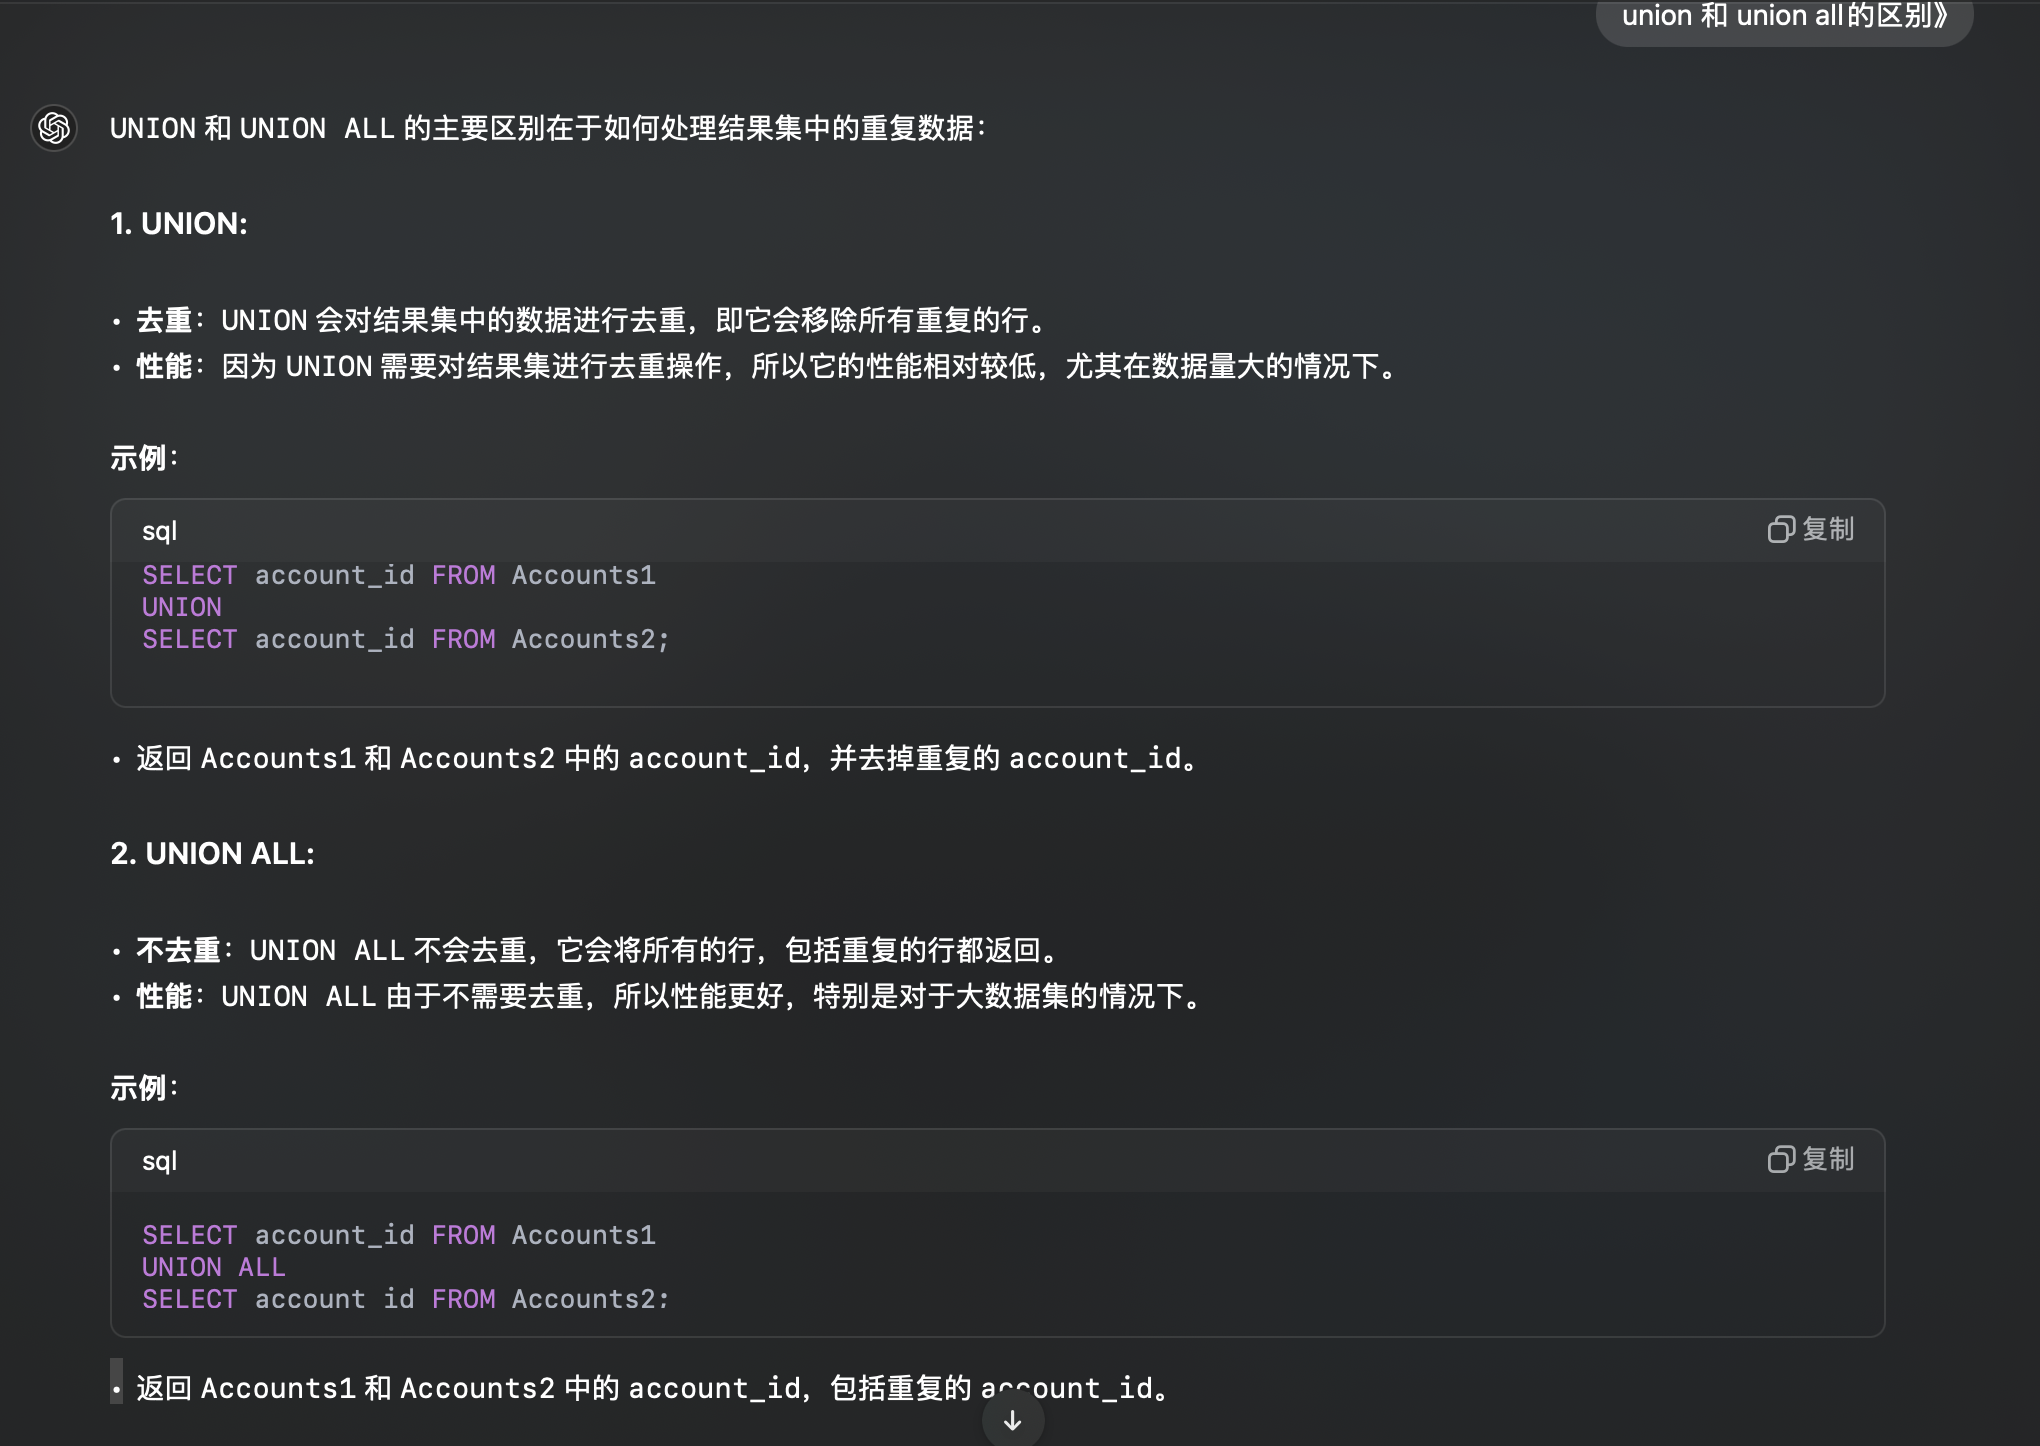 union 和 union all的区别》
UNION 和 UNION ALL 的主要区别在于如何处理结果集中的重复数据：
1. UNION:
• 去重：UNION 会对结果集中的数据进行去重，即它会移除所有重复的行。
• 性能：因为 UNION 需要对结果集进行去重操作，所以它的性能相对较低，尤其在数据量大的情况下。
示例：
sql
复制
SELECT account_id FROM Accounts1
UNION
SELECT account_id FROM Accounts2;
• 返回 Accounts1 和 Accounts2 中的 account_id，并去掉重复的 account_id。
2. UNION ALL:
• 不去重：UNION ALL 不会去重，它会将所有的行，包括重复的行都返回。
• 性能：UNION ALL 由于不需要去重，所以性能更好，特别是对于大数据集的情况下。
示例：
sql
复制
SELECT account_id FROM Accounts1
UNION ALL
SELECT account id FROM Accounts2:
• 返回 Accounts1 和 Accounts2 中的 account_id，包括重复的 account_id。